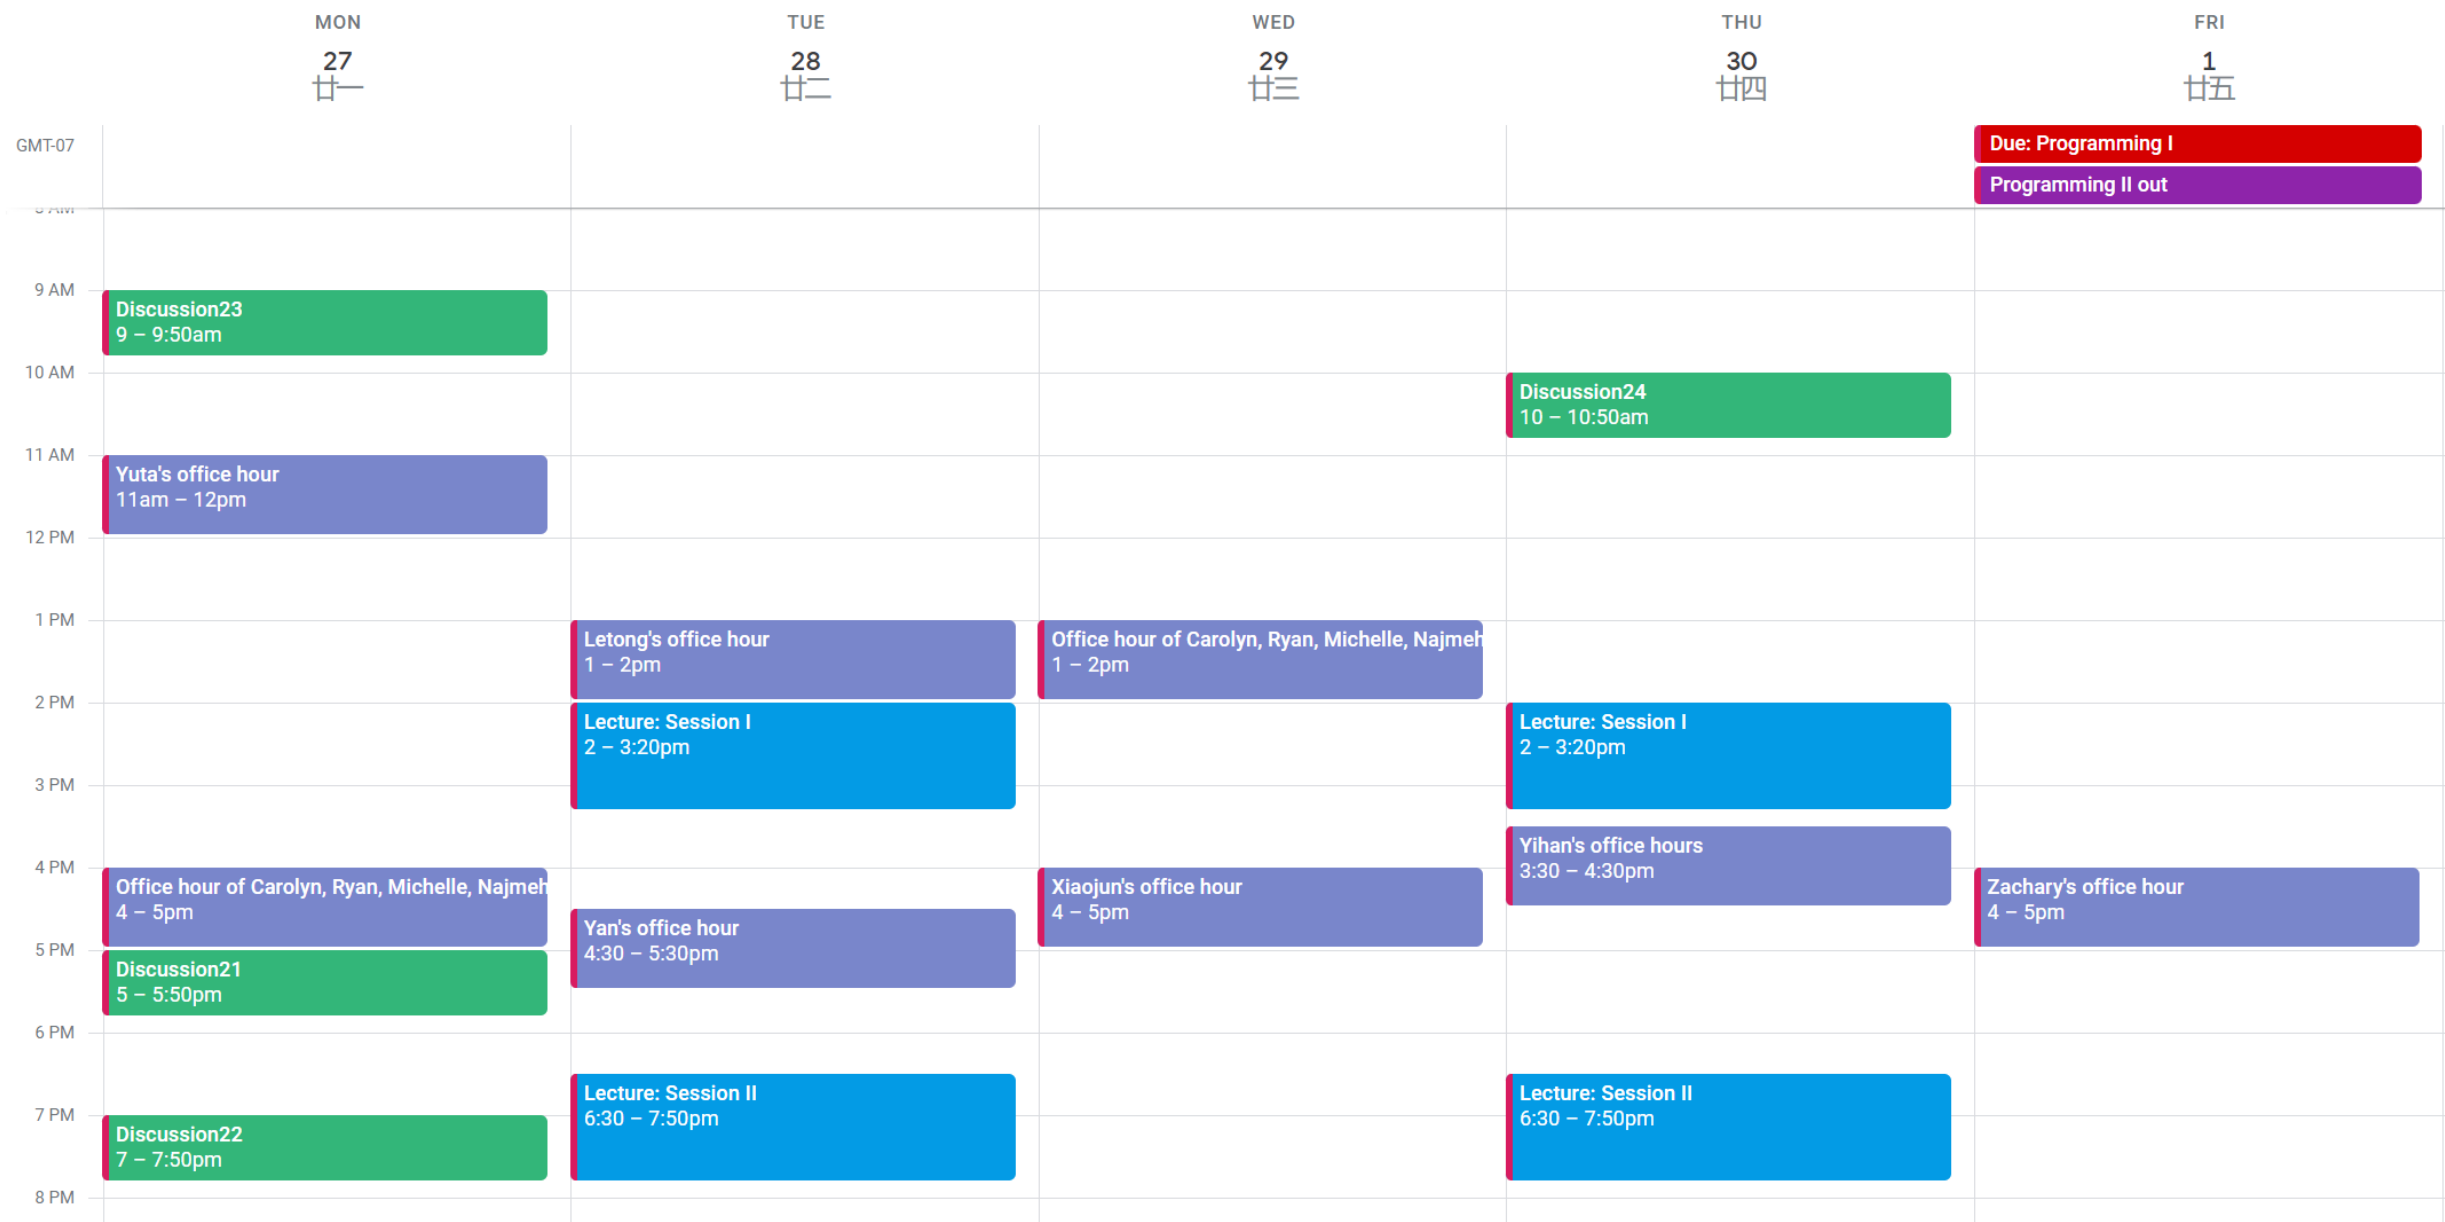 MON
27
廿一
TUE
28
廿二
WED
29
廿三
THU
30
廿四
FRI
1
廿五
GMT-07
Due: Programming I
Programming II out
AM
9 AM
10 AM
11 AM
12 PM
1 PM
2 PM
3 PM
4 PM
5 PM
6 PM
7 PM
8 PM
Discussion23
9 – 9:50am
Yuta's office hour
11am – 12pm
Office hour of Carolyn, Ryan, Michelle, Najmeh
4 – 5pm
Discussion21
5 – 5:50pm
Discussion22
7 – 7:50pm
Letong's office hour
1 – 2pm
Lecture: Session I
2 – 3:20pm
Yan's office hour
4:30 – 5:30pm
Lecture: Session II
6:30 – 7:50pm
Office hour of Carolyn, Ryan, Michelle, Najmeh
1 – 2pm
Xiaojun's office hour
4 – 5pm
Discussion24
10 – 10:50am
Lecture: Session I
2 – 3:20pm
Yihan's office hours
3:30 – 4:30pm
Lecture: Session II
6:30 – 7:50pm
Zachary's office hour
4 – 5pm